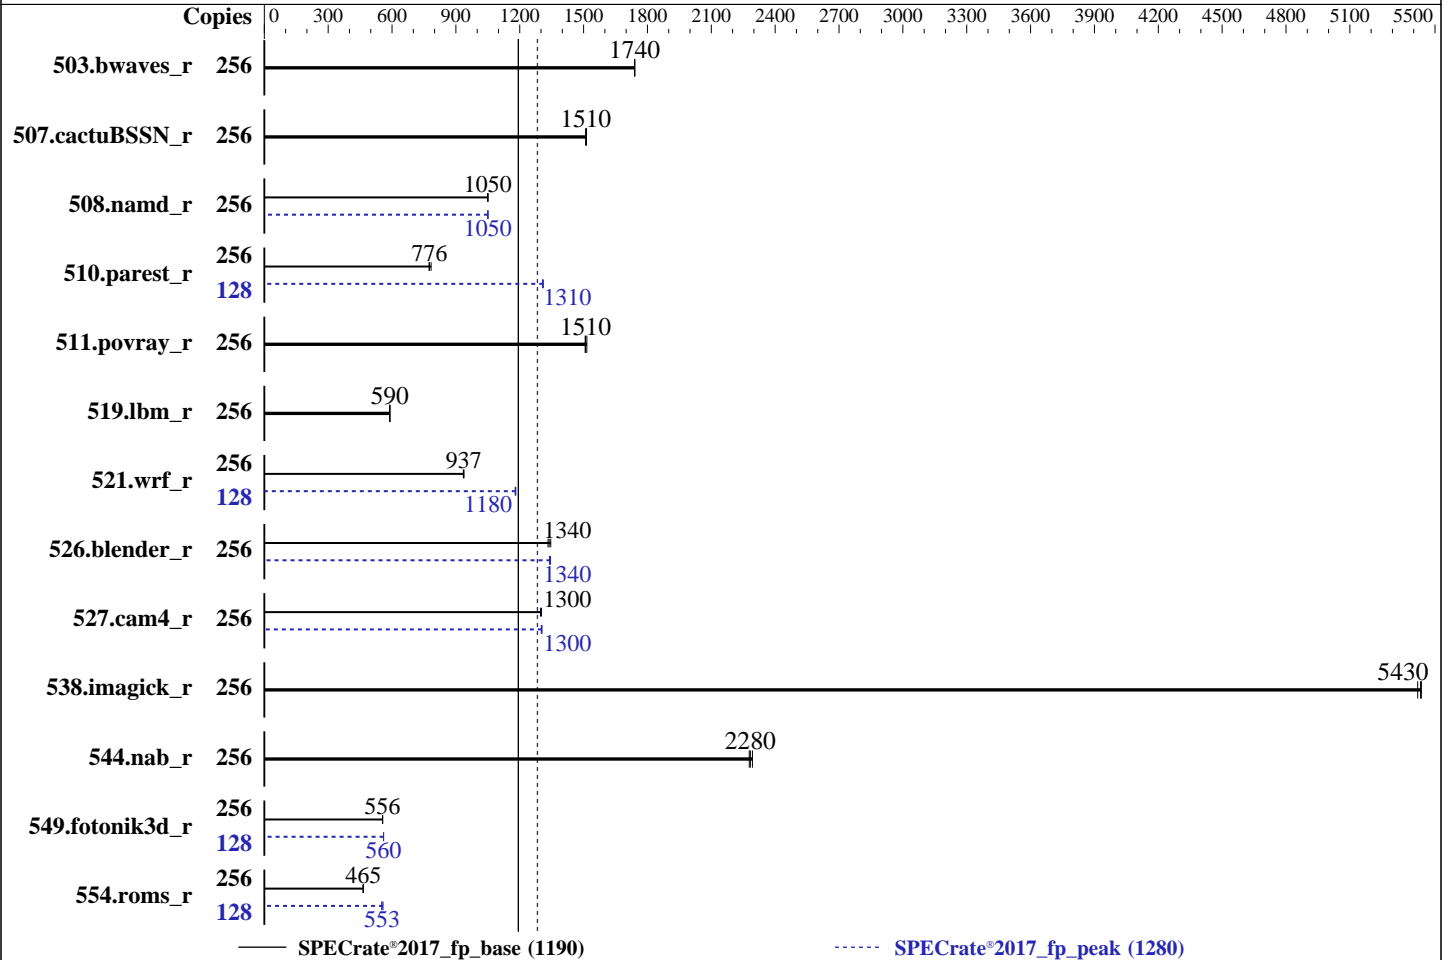 Copies 0 300 600 900 1200 1500 1800 2100 2400 2700 3000 3300 3600 3900 4200 4500 4800 5100 5500
503.bwaves_r 256 1740
507.cactuBSSN_r 256 1510
508.namd_r 256 1050
1050
510.parest_r 256 776
128 1310
511.povray_r 256 1510
519.lbm_r 256 590
521.wrf_r 256 937
128 1180
526.blender_r 256 1340
1340
527.cam4_r 256 1300
1300
538.imagick_r 256 5430
544.nab_r 256 2280
549.fotonik3d_r 256 556
128 560
554.roms_r 256 465
128 553
SPECrate®2017_fp_base (1190) SPECrate®2017_fp_peak (1280)